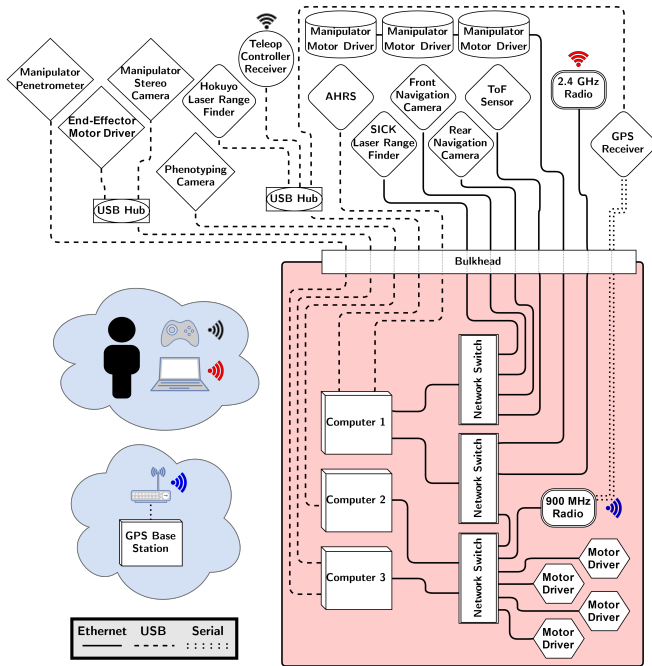 Teleop
Controller
Receiver
Manipulator
Motor Driver
Manipulator
Motor Driver
Manipulator
Motor Driver
Manipulator
Penetrometer
Manipulator
Stereo
Camera
Hokuyo
Laser Range
Finder
AHRS
Front
Navigation
Camera
ToF
Sensor
2.4 GHz
Radio
End-Effector
Motor Driver
SICK
Laser Range
Finder
Rear
Navigation
Camera
GPS
Receiver
Phenotyping
Camera
USB Hub
USB Hub
Bulkhead
Network Switch
Computer 1
Network Switch
Computer 2
900 MHz
Radio
Network Switch
Computer 3
Motor
Driver
Motor
Driver
Motor
Driver
Motor
Driver
GPS Base
Station
Ethernet USB Serial